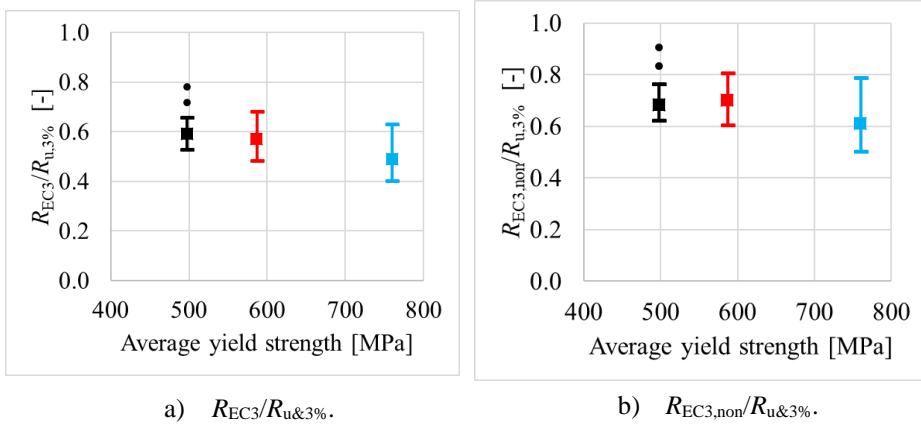 1.0
0.8
0.6
0.4
0.2
0.0
REC3/Ru,3% [-]
400 500 600 700 800
Average yield strength [MPa]
a) REC3/Ru&3%.
1.0
0.8
0.6
0.4
0.2
0.0
REC3,non/Ru,3% [-]
400 500 600 700 800
Average yield strength [MPa]
b) REC3,non/Ru&3%.